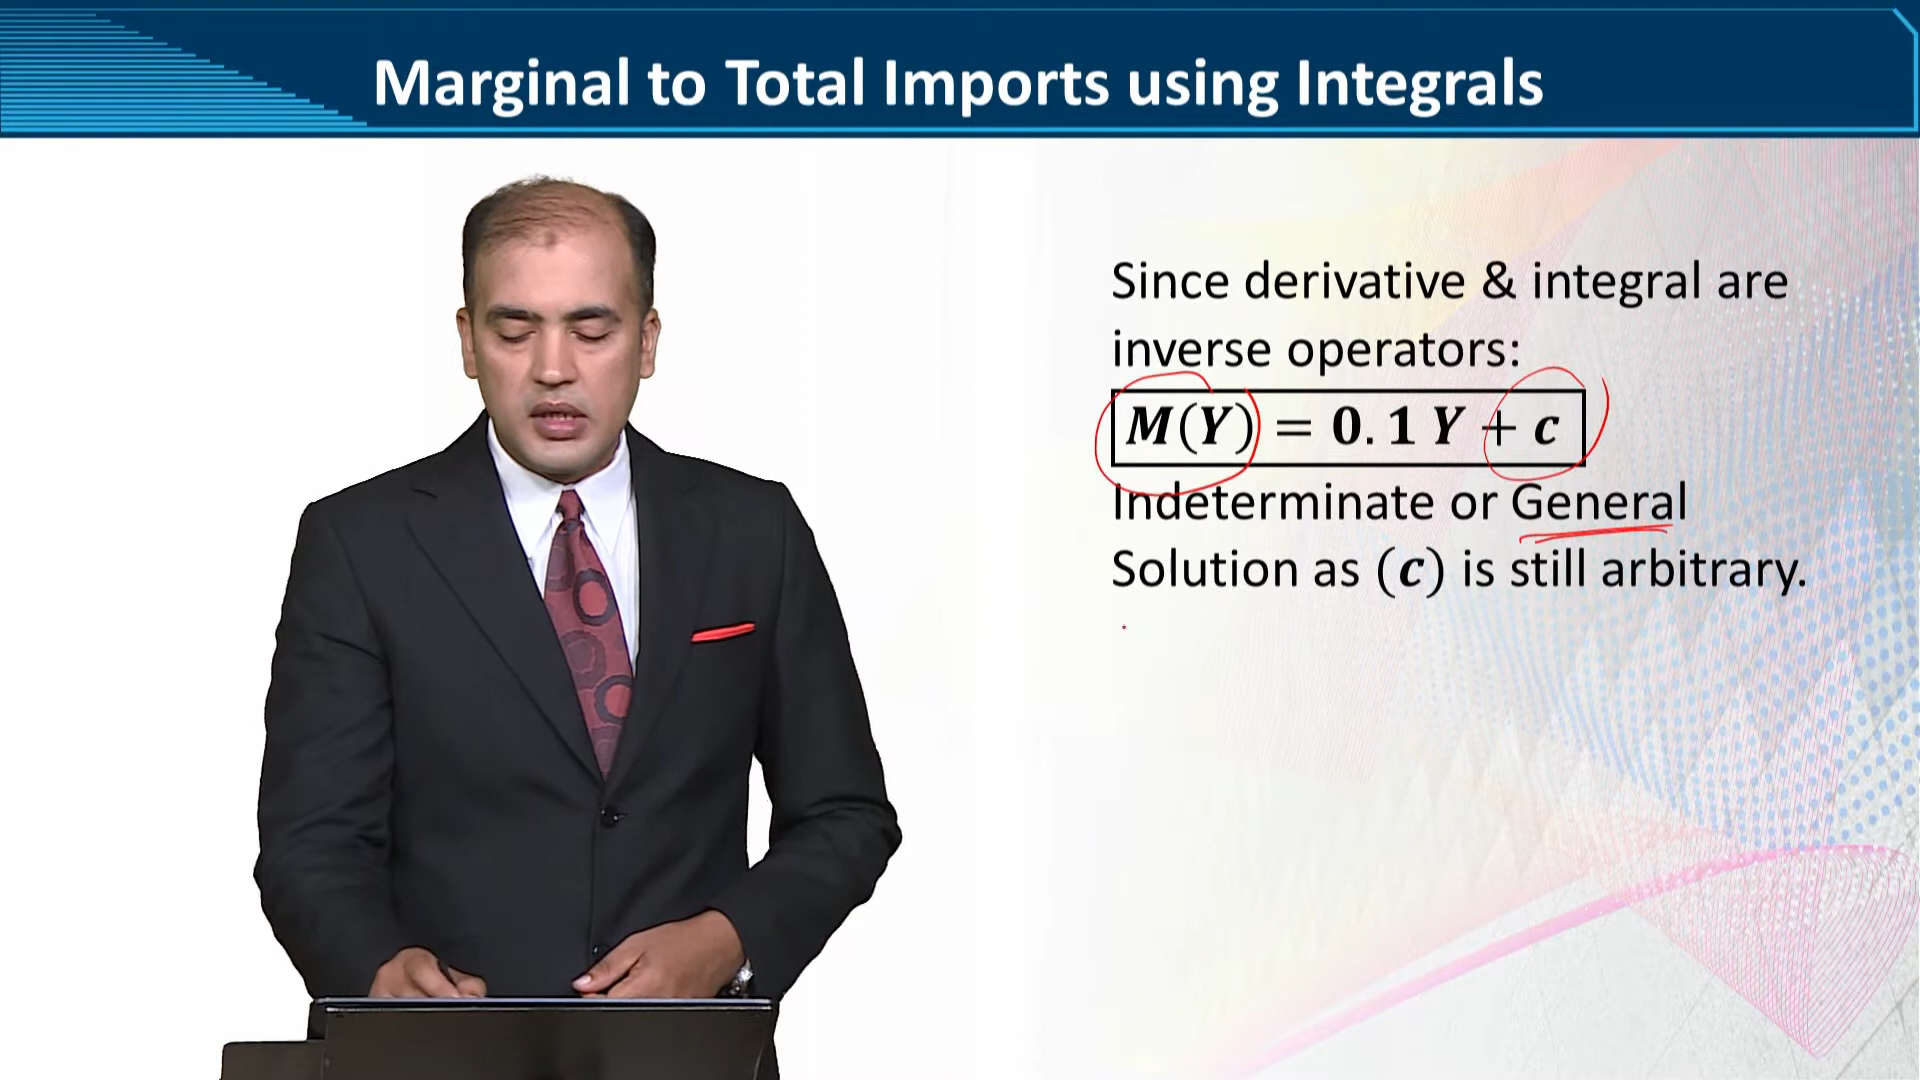 Marginal to Total Imports using Integrals
Since derivative & integral are
inverse operators:
M(Y) = 0.1 Y + c
Indeterminate or General
Solution as (c) is still arbitrary.